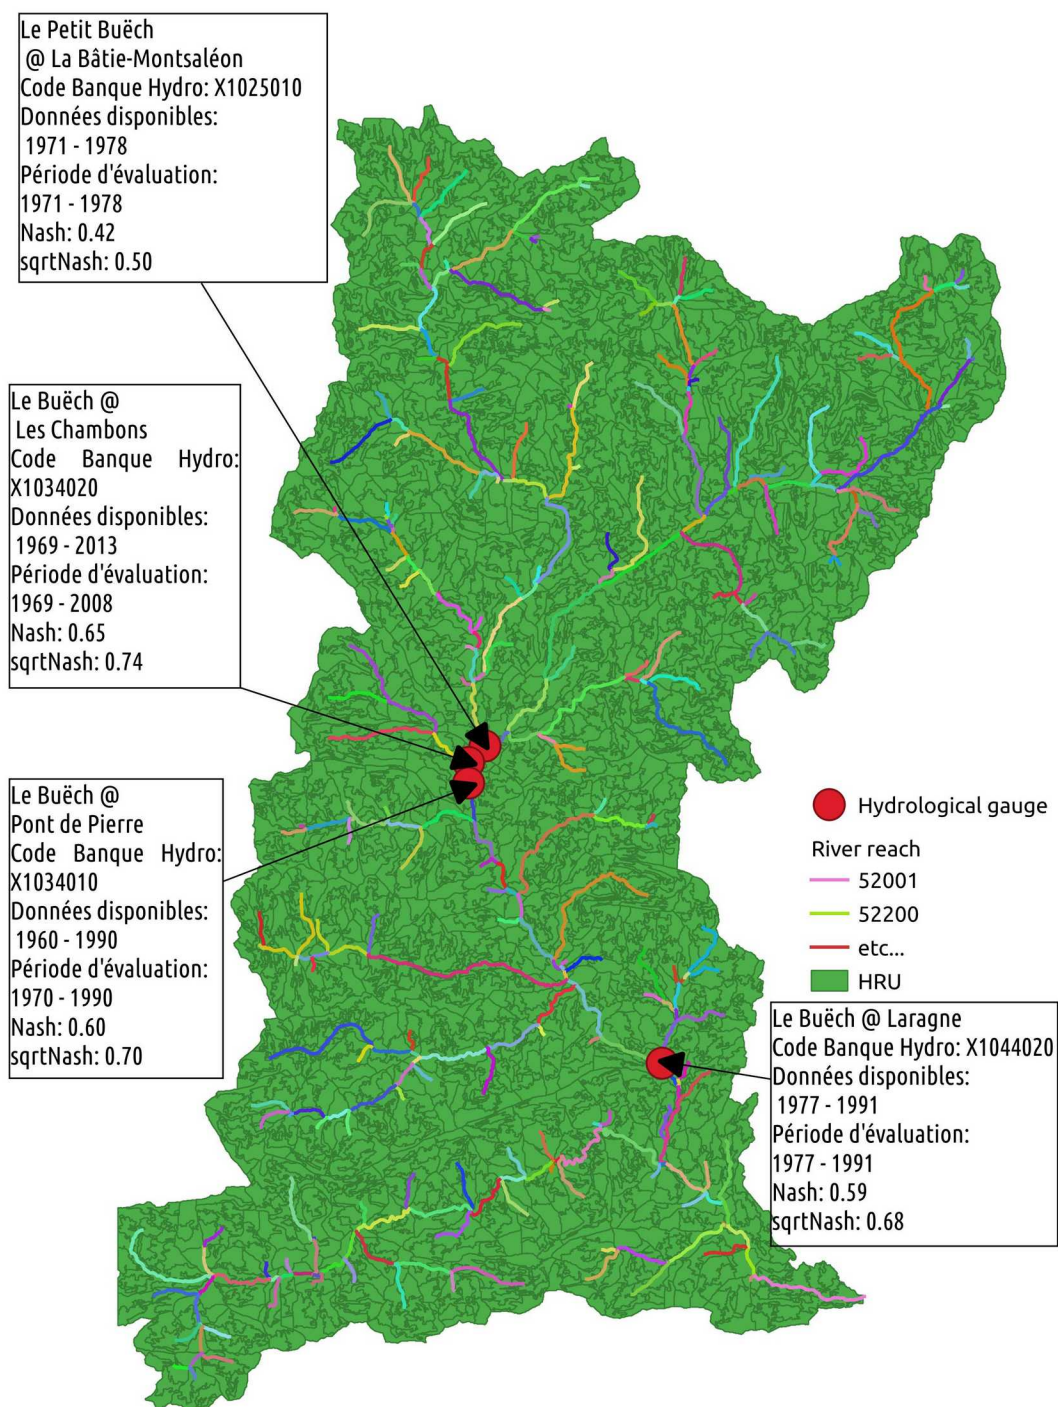 Le Petit Buëch
@ La Bâtie-Montsaléon
Code Banque Hydro: X1025010
Données disponibles:
1971 - 1978
Période d'évaluation:
1971 - 1978
Nash: 0.42
sqrtNash: 0.50
Le Buëch @
Les Chambons
Code Banque Hydro:
X1034020
Données disponibles:
1969 - 2013
Période d'évaluation:
1969 - 2008
Nash: 0.65
sqrtNash: 0.74
Le Buëch @
Pont de Pierre
Code Banque Hydro:
X1034010
Données disponibles:
1960 - 1990
Période d'évaluation:
1970 - 1990
Nash: 0.60
sqrtNash: 0.70
Hydrological gauge
River reach
52001
52200
etc...
HRU
Le Buëch @ Laragne
Code Banque Hydro: X1044020
Données disponibles:
1977 - 1991
Période d'évaluation:
1977 - 1991
Nash: 0.59
sqrtNash: 0.68